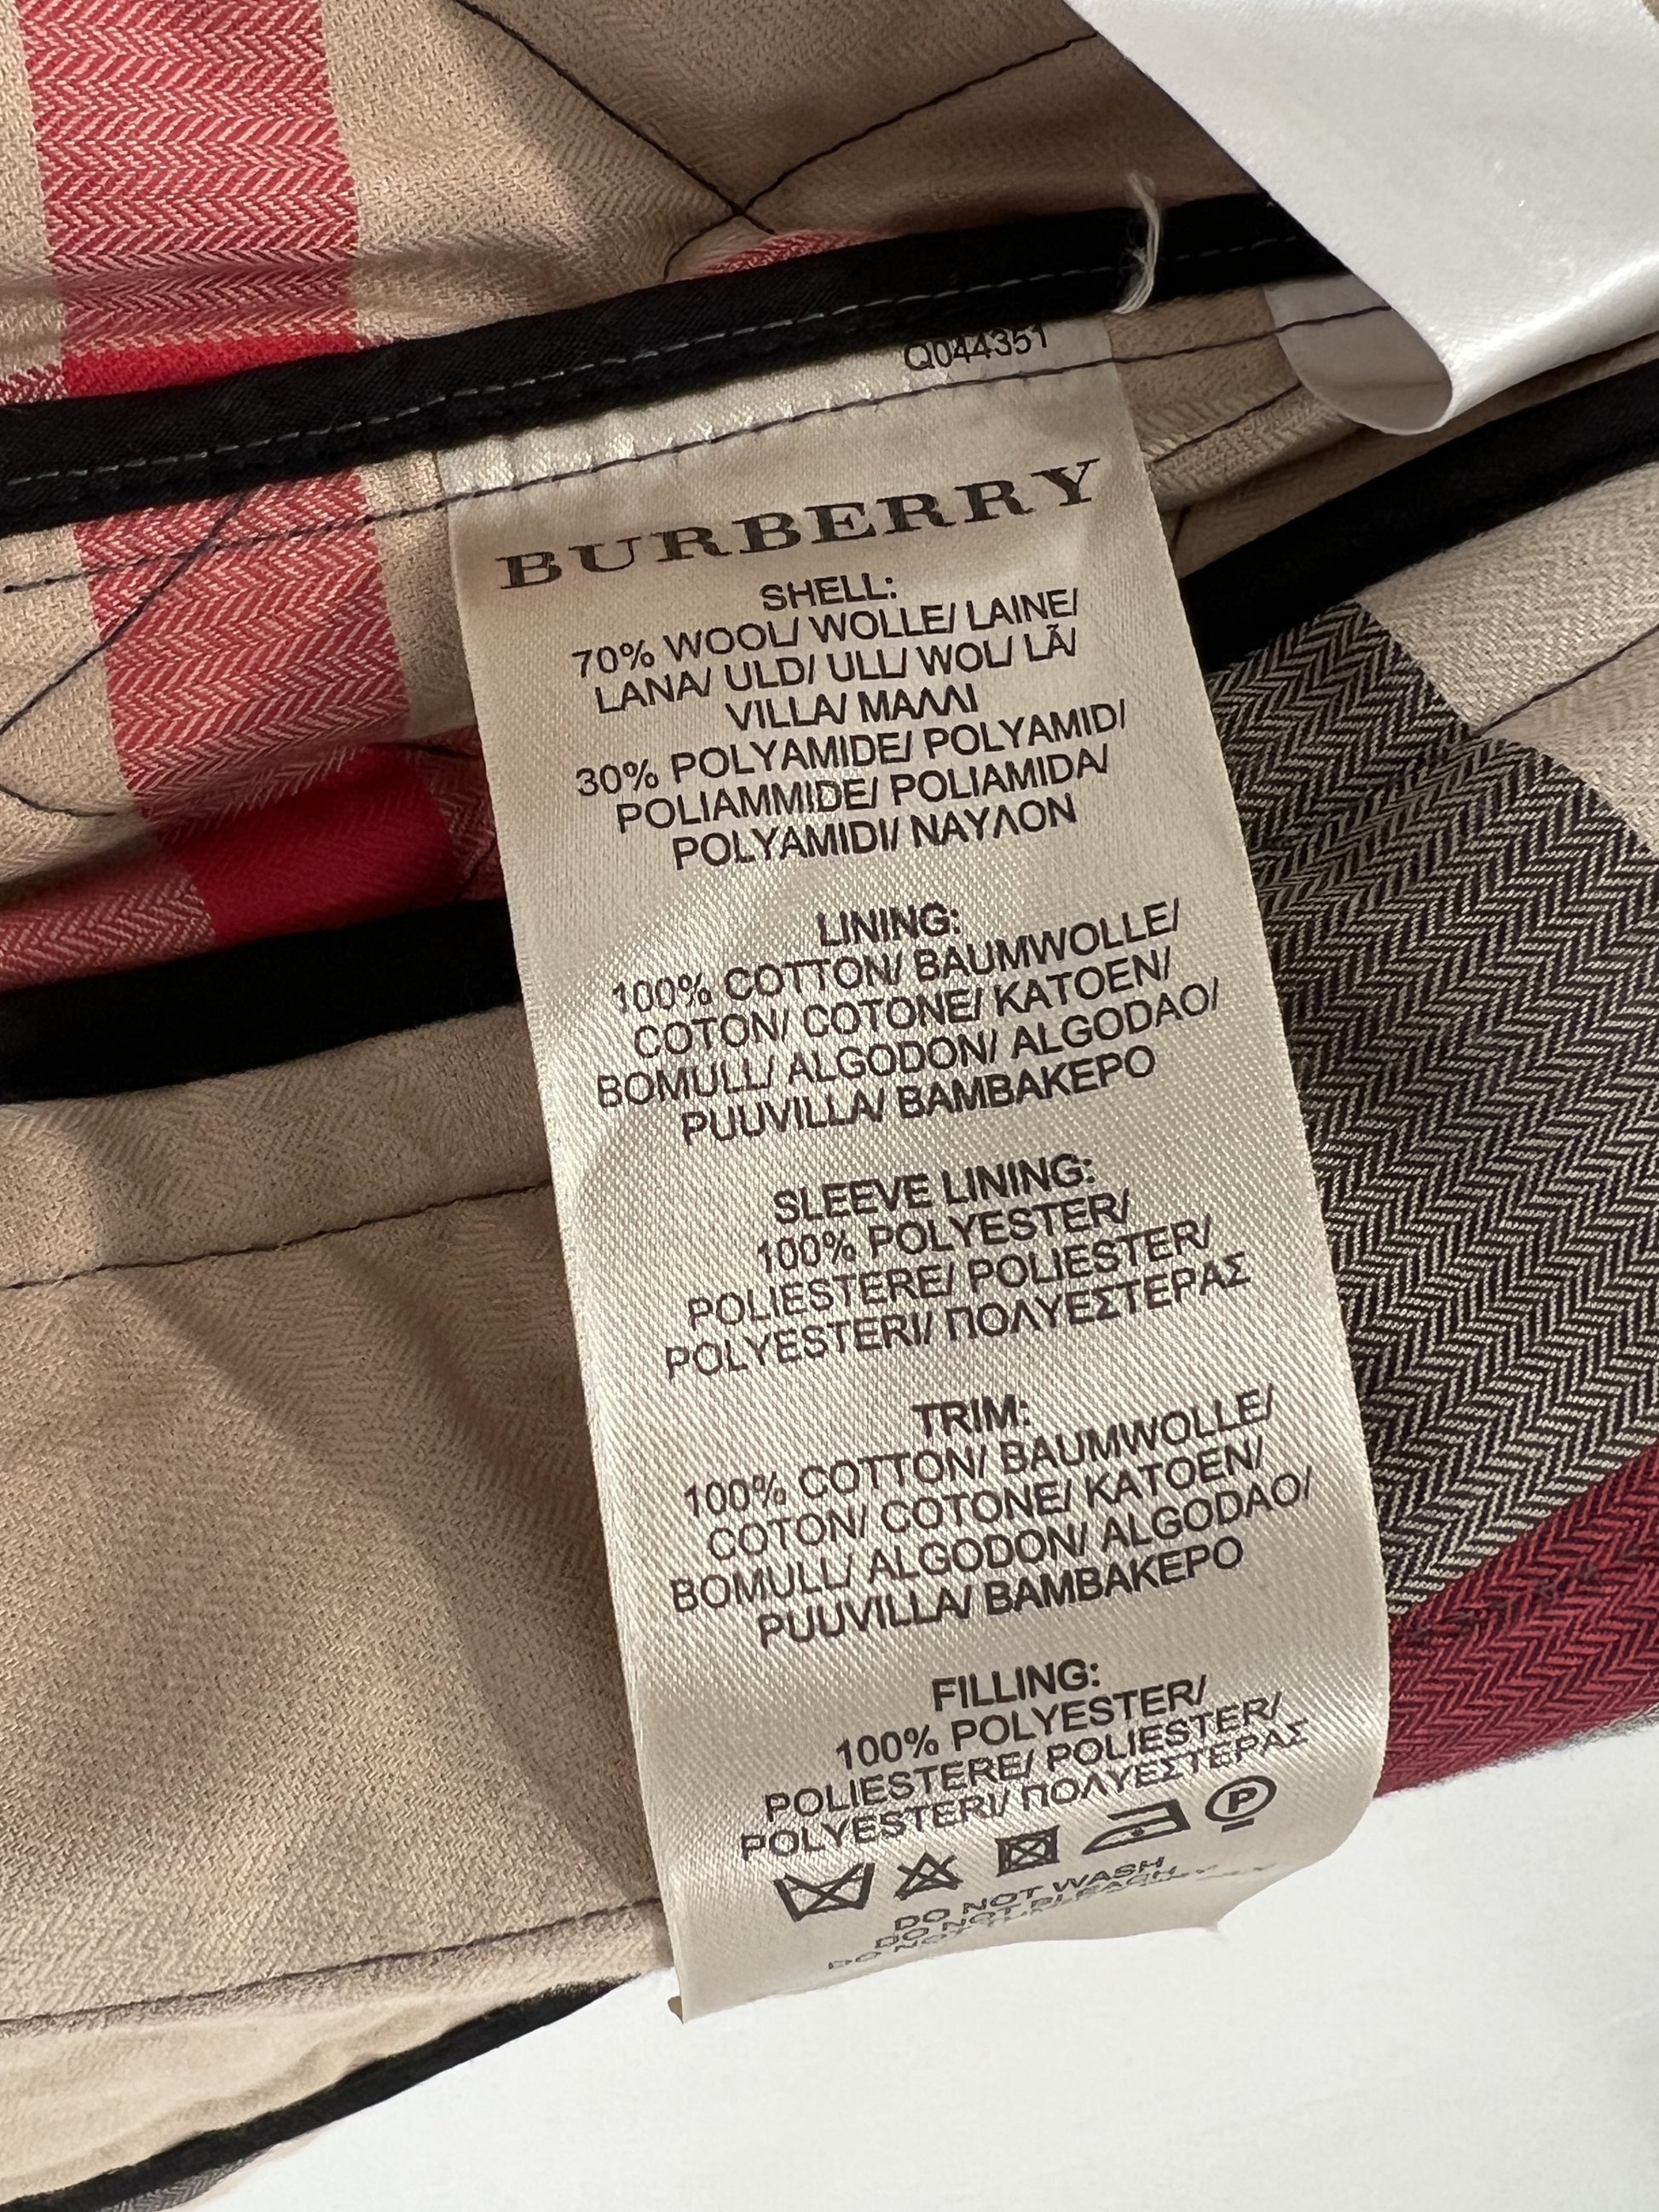 Q044351
BURBERRY
SHELL:
70% WOOL/ WOLLE/ LAINE/
LANA/ ULD/ ULL/ WOL/ LÃ/
VILLA/ ΜΑΛΛΙ
30% POLYAMIDE/ POLYAMID/
POLIAMMIDE/ POLIAMIDA/
POLYAMIDI/ ΝΑΥΛΟΝ
LINING:
100% COTTON/ BAUMWOLLE/
COTON/ COTONE/ KATOEN/
BOMULL/ ALGODON/ ALGODAO/
PUUVILLA/ ΒΑΜΒΑΚΕΡΟ
SLEEVE LINING:
100% POLYESTER/
POLIESTERE/ POLIESTER/
POLYESTERI/ ΠΟΛΥΕΣΤΕΡΑΣ
TRIM:
100% COTTON/ BAUMWOLLE/
COTON/ COTONE/ KATOEN/
BOMULL/ ALGODON/ ALGODAO/
PUUVILLA/ ΒΑΜΒΑΚΕΡΟ
FILLING:
100% POLYESTER/
POLIESTERE/ POLIESTER/
POLYESTERI/ ΠΟΛΥΕΣΤΕΡΑΣ
P
DO NOT WASH
DO NOT BLEACH
DO NOT